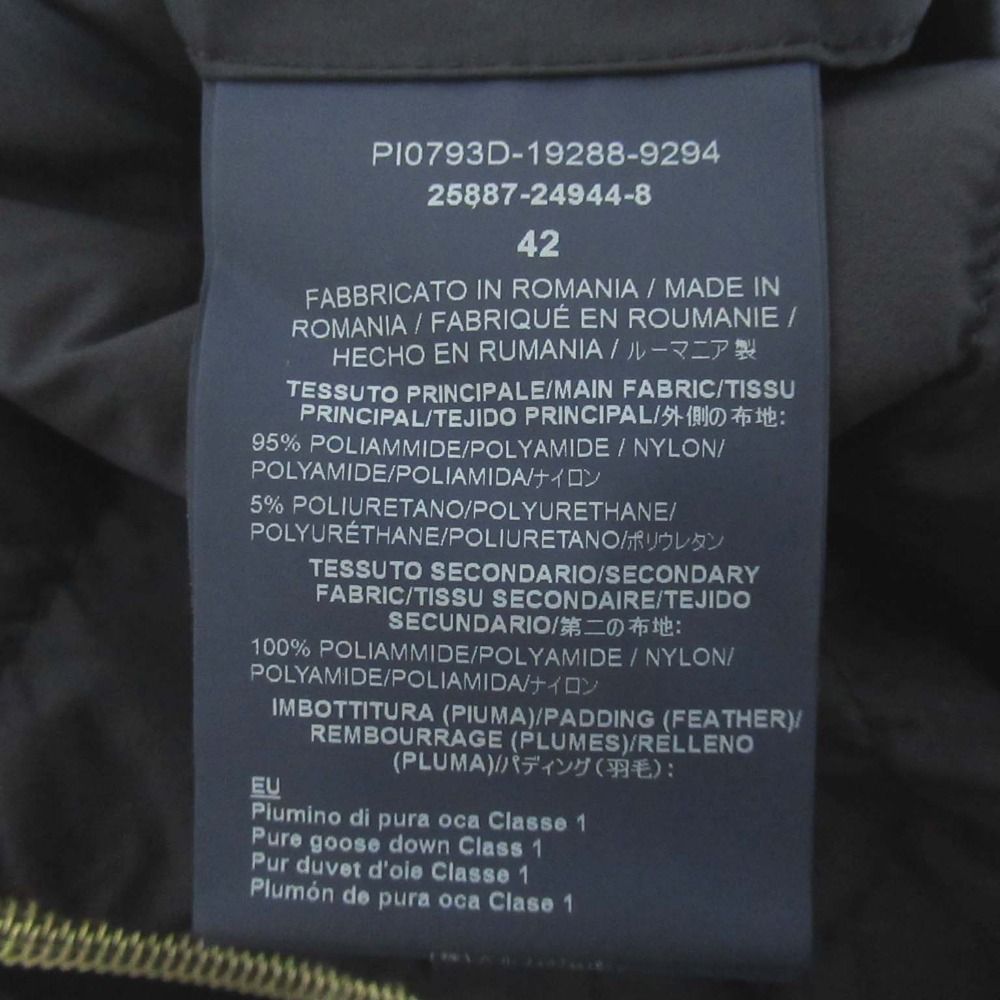 PI0793D-19288-9294
25887-24944-8
42
FABBRICATO IN ROMANIA / MADE IN
ROMANIA / FABRIQUÉ EN ROUMANIE /
HECHO EN RUMANIA / ルーマニア製
TESSUTO PRINCIPALE/MAIN FABRIC/TISSU
PRINCIPAL/TEJIDO PRINCIPAL/外側の布地:
95% POLIAMMIDE/POLYAMIDE / NYLON/
POLYAMIDE/POLIAMIDA/ナイロン
5% POLIURETANO/POLYURETHANE/
POLYURÉTHANE/POLIURETANO/ポリウレタン
TESSUTO SECONDARIO/SECONDARY
FABRIC/TISSU SECONDAIRE/TEJIDO
SECUNDARIO/第二の布地:
100% POLIAMMIDE/POLYAMIDE / NYLON/
POLYAMIDE/POLIAMIDA/ナイロン
IMBOTTITURA (PIUMA)/PADDING (FEATHER)/
REMBOURRAGE (PLUMES)/RELLENO
(PLUMA)/パディング(羽毛):
EU
Piumino di pura oca Classe 1
Pure goose down Class 1
Pur duvet d'oie Classe 1
Plumón de pura oca Clase 1